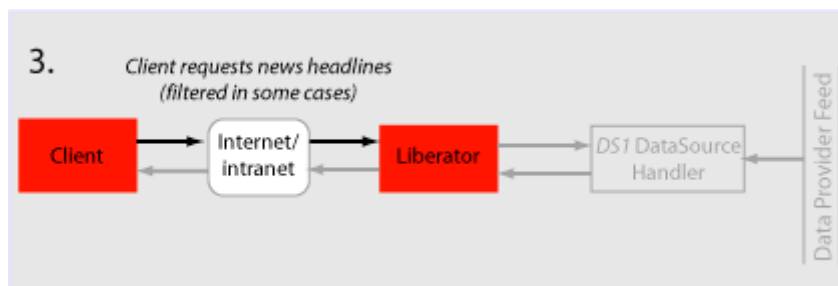 3.
Client requests news headlines
(filtered in some cases)
Client
Internet/
intranet
Liberator
DS1 DataSource
Handler
Data Provider Feed